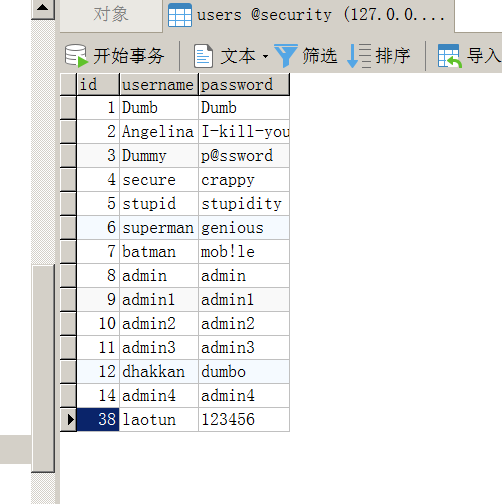 对象
users @security (127.0.0....
开始事务 文本 筛选 排序 导入
id username password
1 Dumb Dumb
2 Angelina I-kill-you
3 Dummy p@ssword
4 secure crappy
5 stupid stupidity
6 superman genious
7 batman mob!le
8 admin admin
9 admin1 admin1
10 admin2 admin2
11 admin3 admin3
12 dhakkan dumbo
14 admin4 admin4
38 laotun 123456